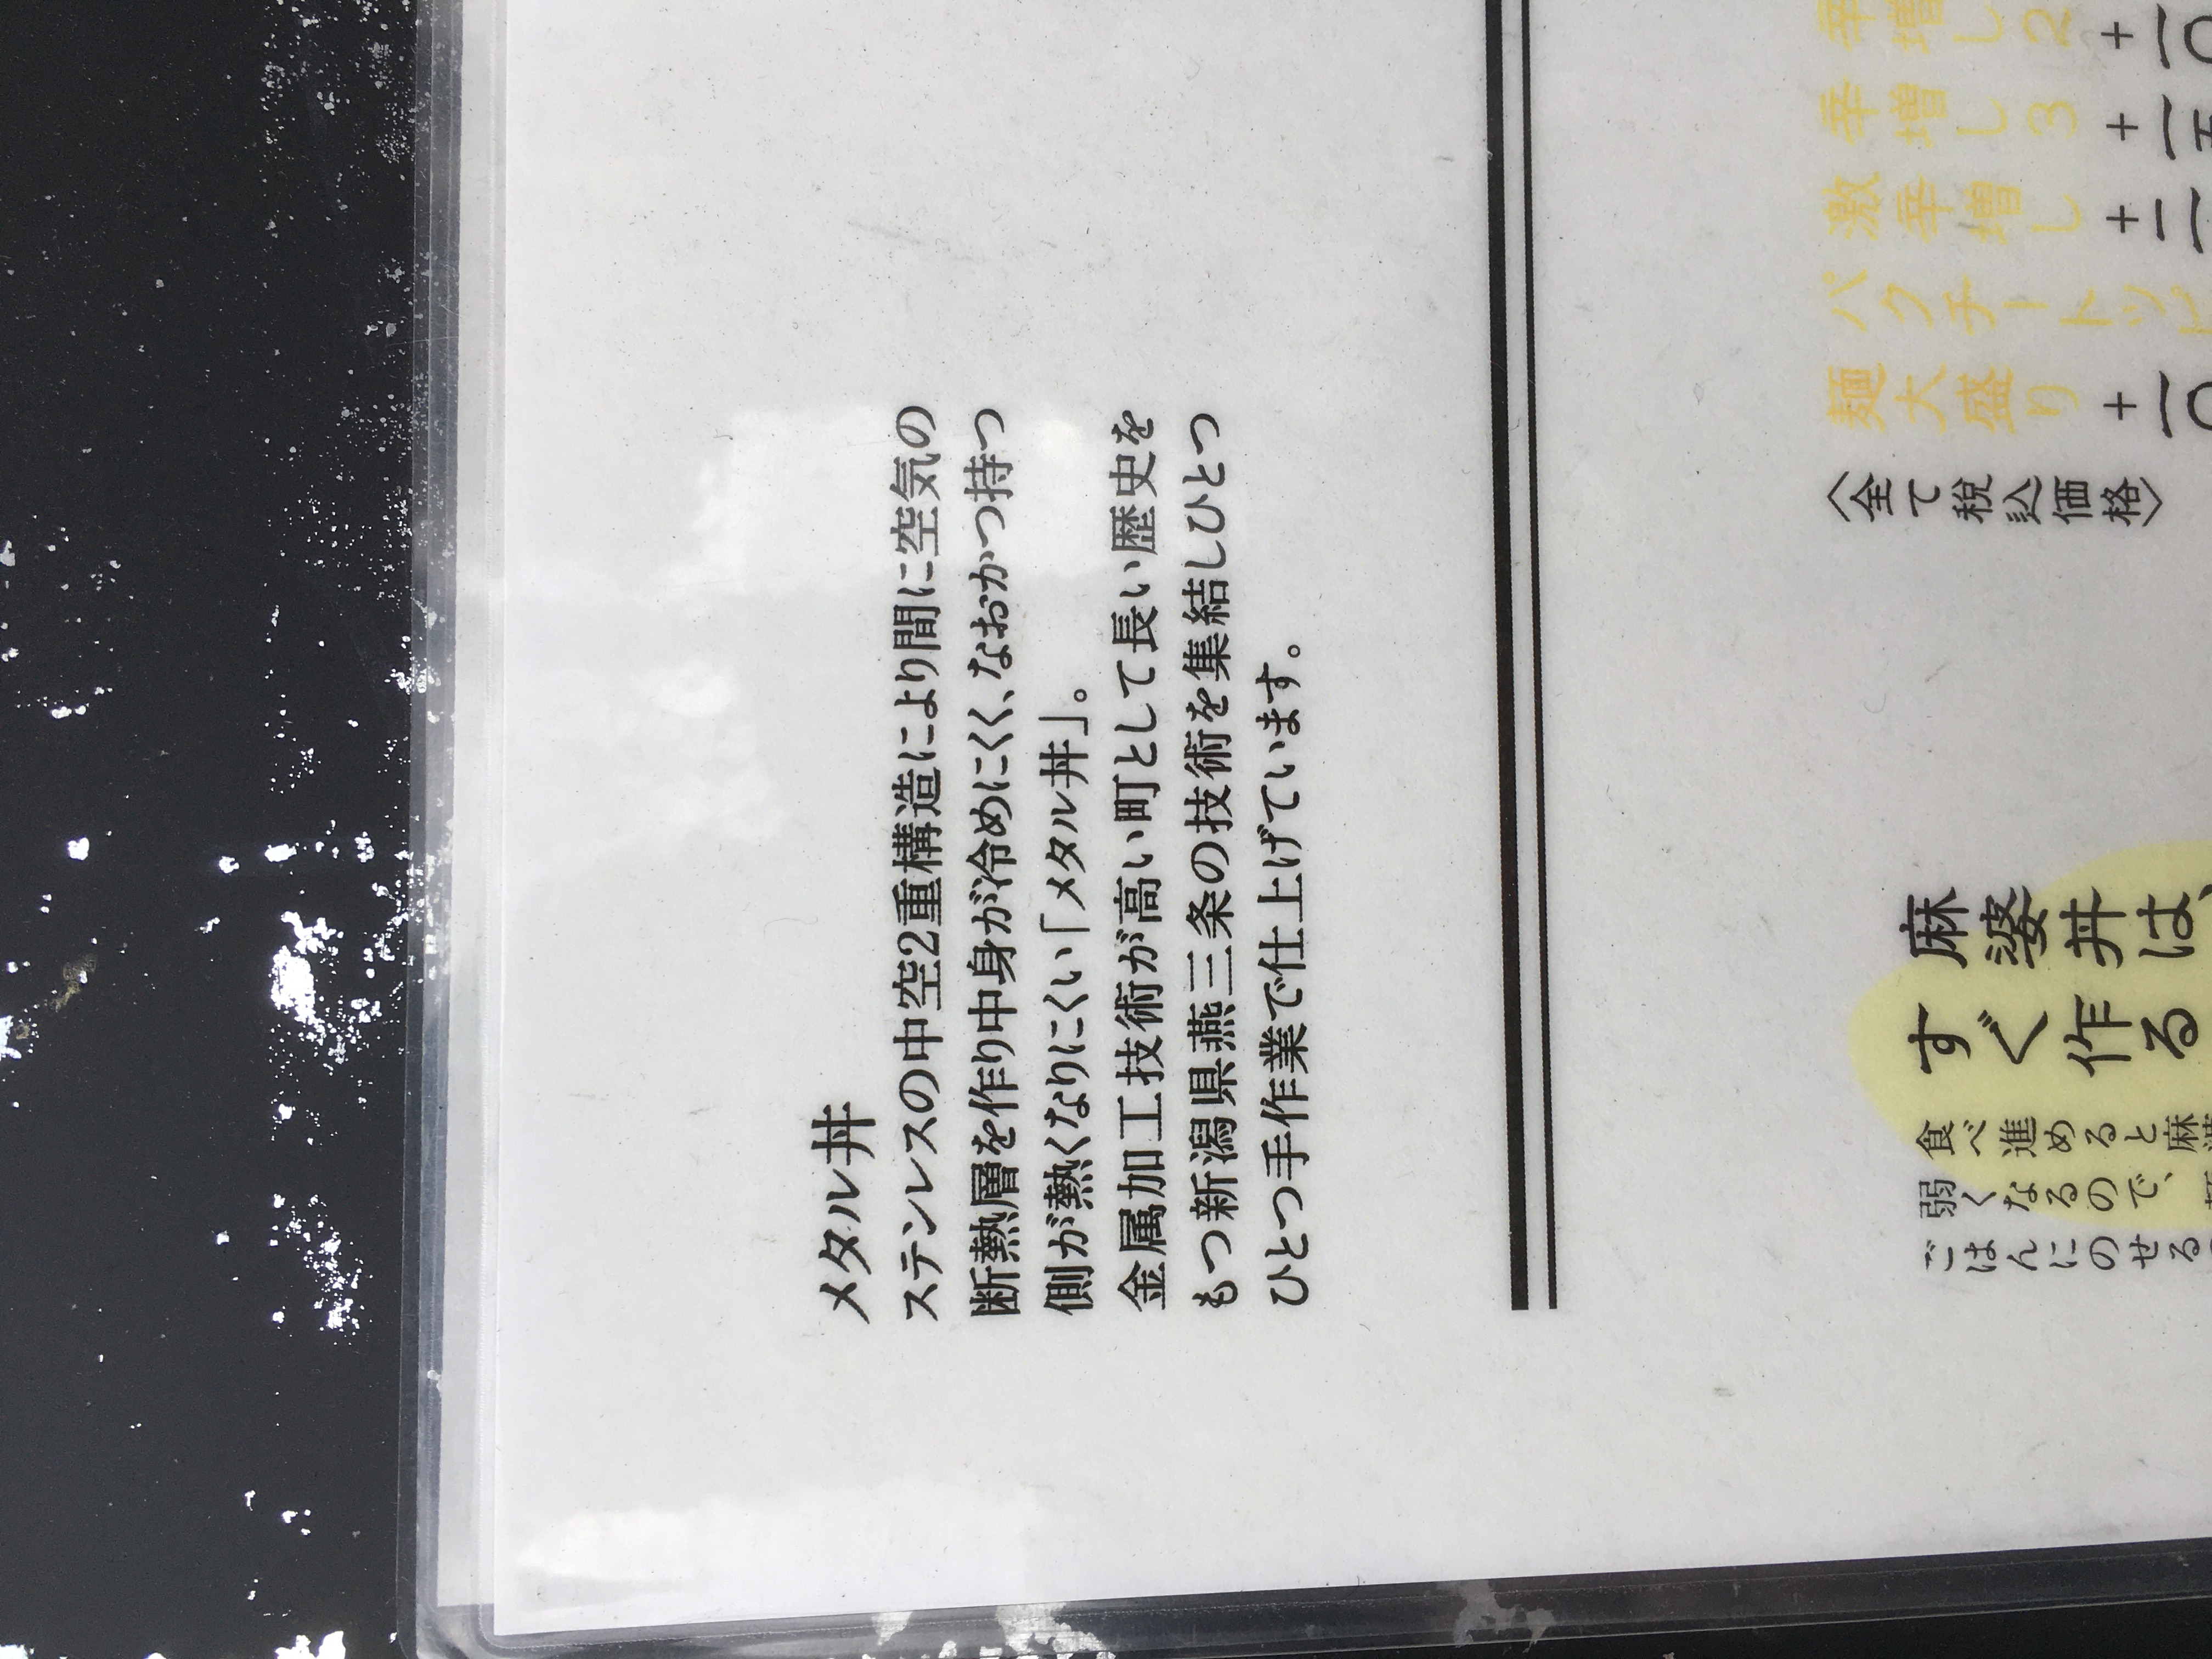 メタル丼
ステンレスの中空2重構造により間に空気の
断熱層を作り中身が冷めにくく、なおかつ持つ
側が熱くなりにくい「メタル丼」。
金属加工技術が高い町として長い歴史を
もつ新潟県燕三条の技術を集結しひとつ
ひとつ手作業で仕上げています。
辛増し2 +
辛増し3 +
激辛増し +
パクチートッピ
麺大盛り +
〈全て税込価格〉
麻婆丼は、
すぐ作る
食べ進めると麻
弱くなるので、
ごはんにのせる